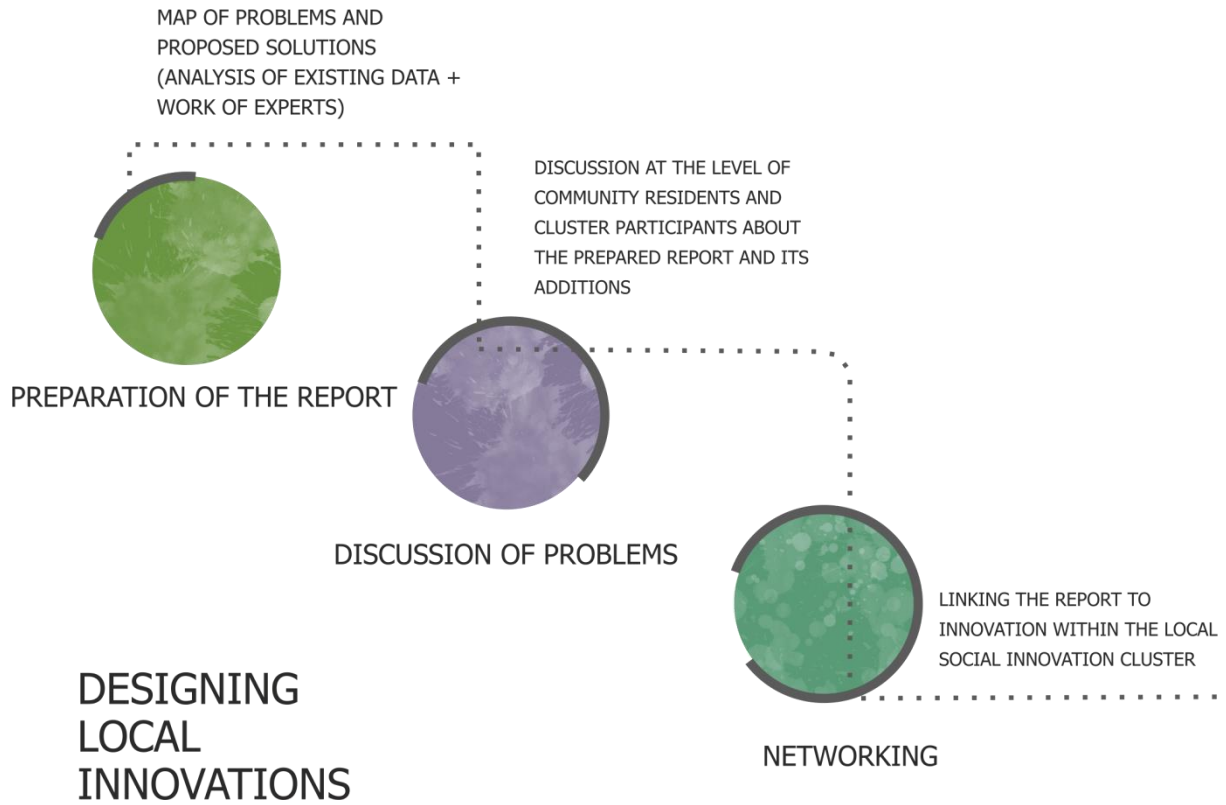 MAP OF PROBLEMS AND
PROPOSED SOLUTIONS
(ANALYSIS OF EXISTING DATA +
WORK OF EXPERTS)
PREPARATION OF THE REPORT
DISCUSSION AT THE LEVEL OF
COMMUNITY RESIDENTS AND
CLUSTER PARTICIPANTS ABOUT
THE PREPARED REPORT AND ITS
ADDITIONS
DISCUSSION OF PROBLEMS
LINKING THE REPORT TO
INNOVATION WITHIN THE LOCAL
SOCIAL INNOVATION CLUSTER
NETWORKING
DESIGNING
LOCAL
INNOVATIONS